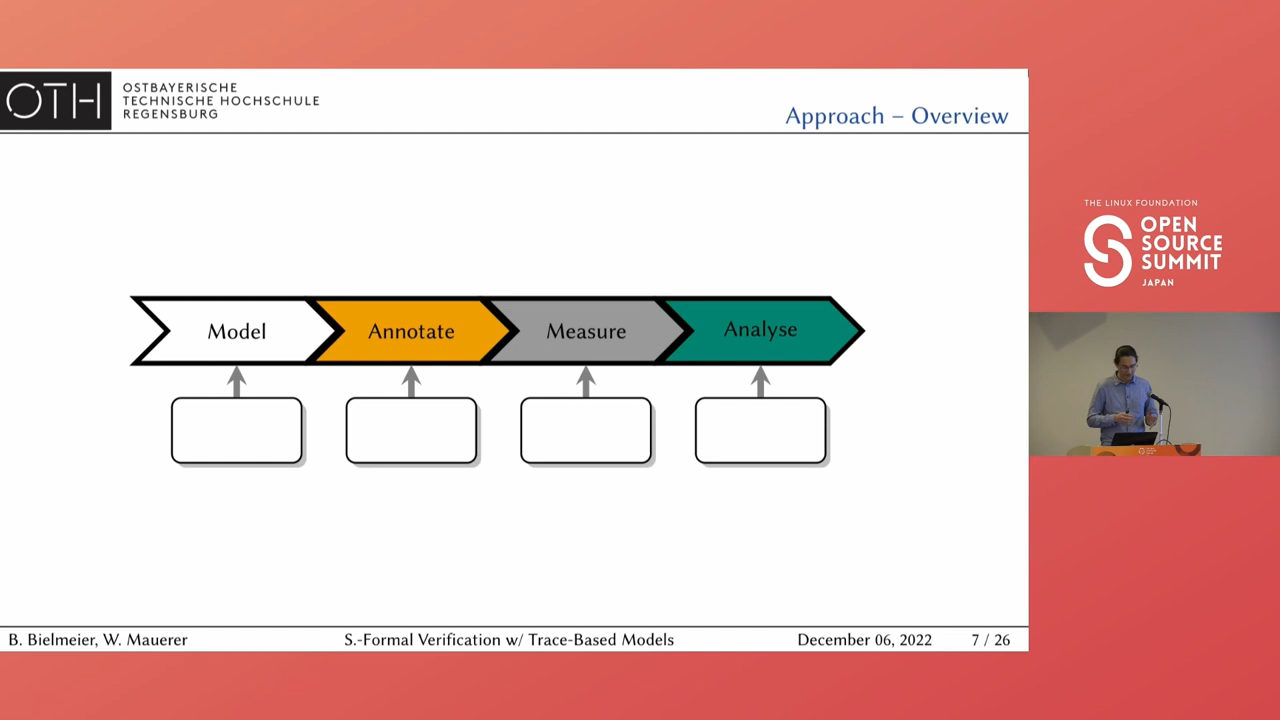 OTH
OSTBAYERISCHE
TECHNISCHE HOCHSCHULE
REGENSBURG
Approach – Overview
Model
Annotate
Measure
Analyse
B. Bielmeier, W. Mauerer
S.-Formal Verification w/ Trace-Based Models
December 06, 2022
7 / 26
THE LINUX FOUNDATION
OPEN
SOURCE
SUMMIT
JAPAN